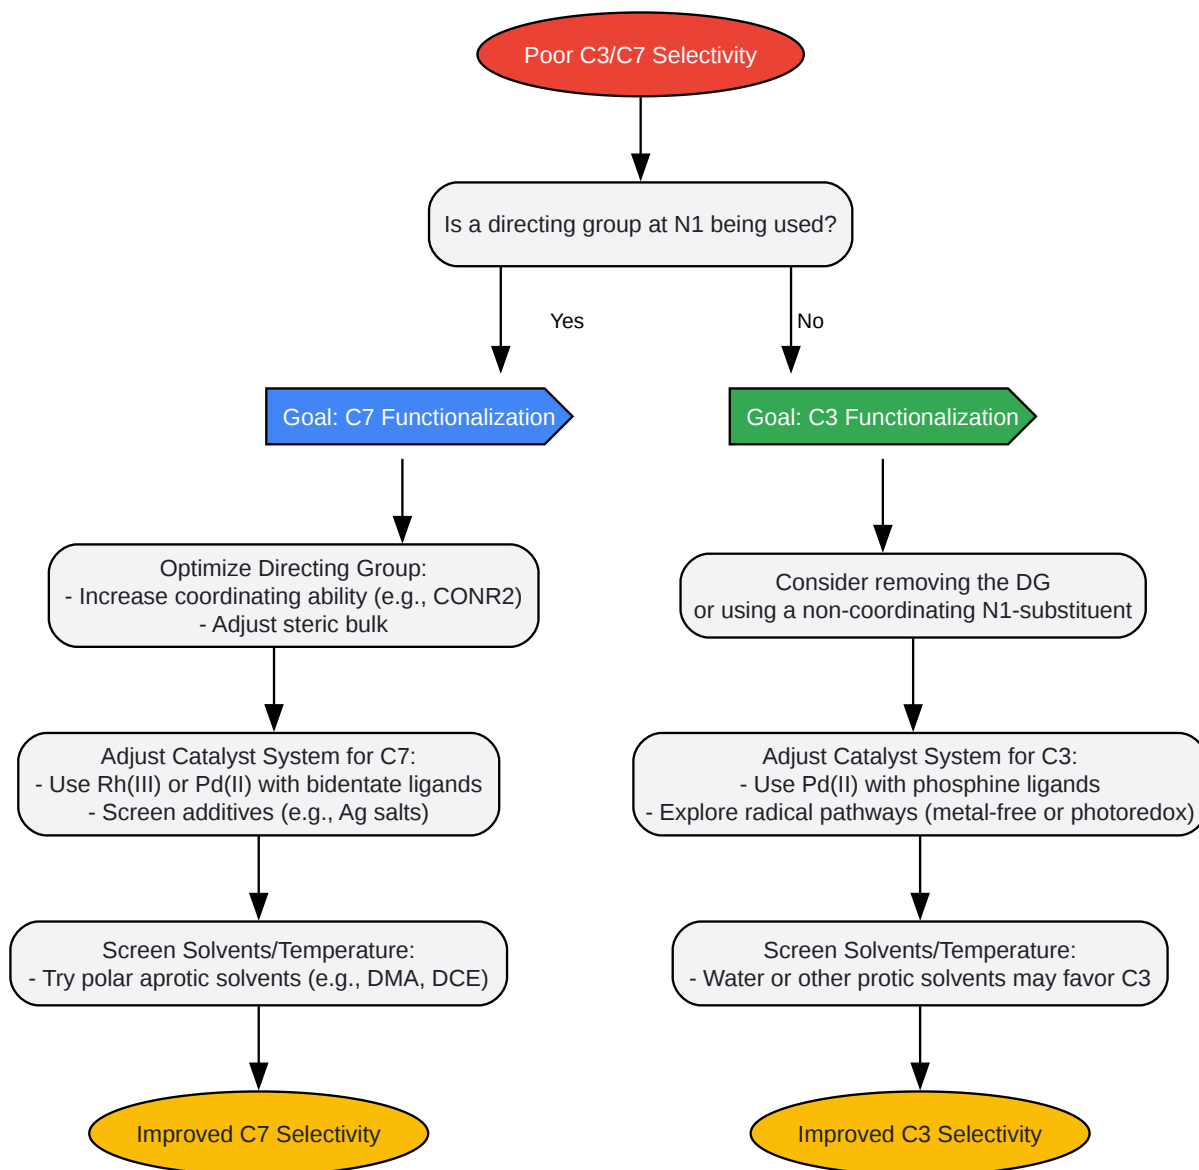 Poor C3/C7 Selectivity
Is a directing group at N1 being used?
Yes
No
Goal: C7 Functionalization
Goal: C3 Functionalization
Optimize Directing Group:
- Increase coordinating ability (e.g., CONR2)
- Adjust steric bulk
Consider removing the DG
or using a non-coordinating N1-substituent
Adjust Catalyst System for C7:
- Use Rh(III) or Pd(II) with bidentate ligands
- Screen additives (e.g., Ag salts)
Adjust Catalyst System for C3:
- Use Pd(II) with phosphine ligands
- Explore radical pathways (metal-free or photoredox)
Screen Solvents/Temperature:
- Try polar aprotic solvents (e.g., DMA, DCE)
Screen Solvents/Temperature:
- Water or other protic solvents may favor C3
Improved C7 Selectivity
Improved C3 Selectivity